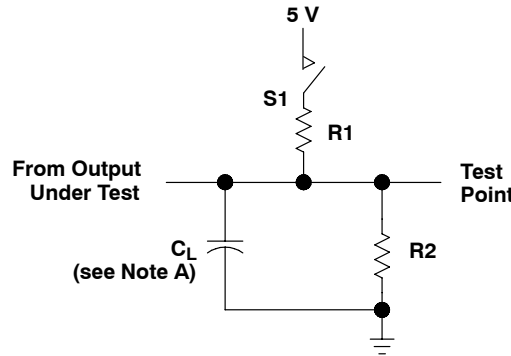 5 V
S1
R1
From Output
Under Test
Test
Point
CL
(see Note A)
R2